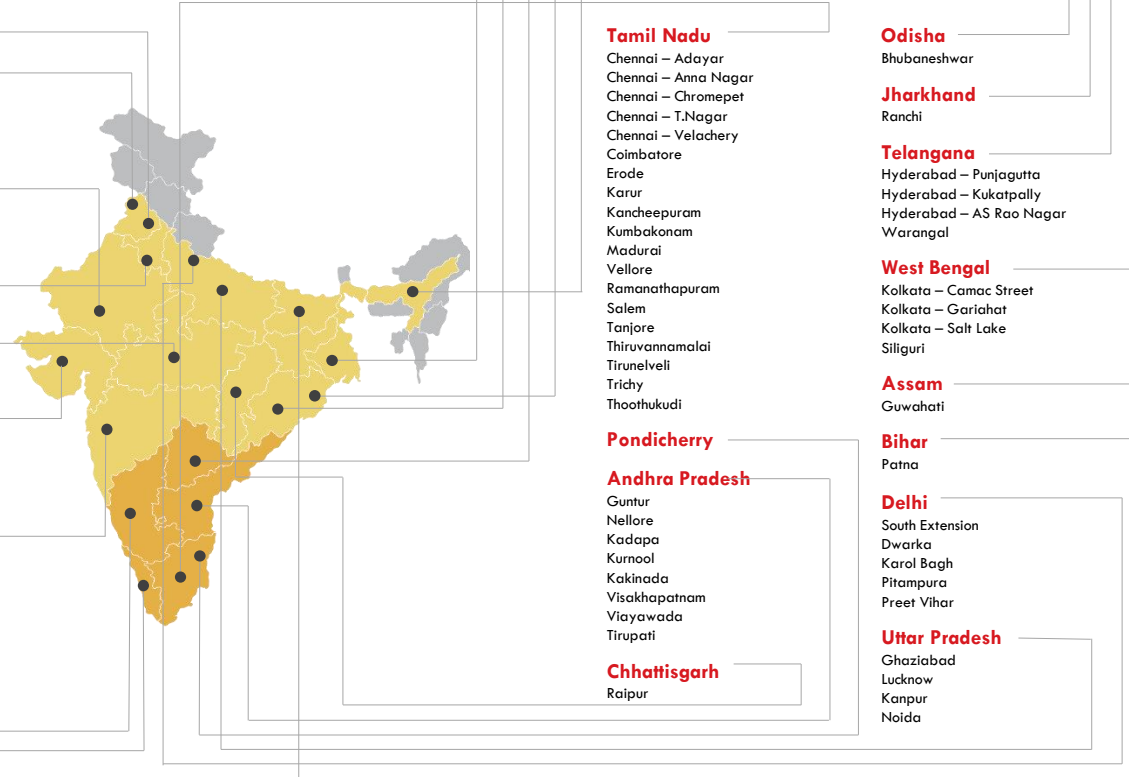 Tamil Nadu
Chennai – Adayar
Chennai – Anna Nagar
Chennai – Chromepet
Chennai – T.Nagar
Chennai – Velachery
Coimbatore
Erode
Karur
Kancheepuram
Kumbakonam
Madurai
Vellore
Ramanathapuram
Salem
Tanjore
Thiruvannamalai
Tirunelveli
Trichy
Thoothukudi
Pondicherry
Andhra Pradesh
Guntur
Nellore
Kadapa
Kurnool
Kakinada
Visakhapatnam
Viayawada
Tirupati
Chhattisgarh
Raipur
Odisha
Bhubaneshwar
Jharkhand
Ranchi
Telangana
Hyderabad – Punjagutta
Hyderabad – Kukatpally
Hyderabad – AS Rao Nagar
Warangal
West Bengal
Kolkata – Camac Street
Kolkata – Gariahat
Kolkata – Salt Lake
Siliguri
Assam
Guwahati
Bihar
Patna
Delhi
South Extension
Dwarka
Karol Bagh
Pitampura
Preet Vihar
Uttar Pradesh
Ghaziabad
Lucknow
Kanpur
Noida